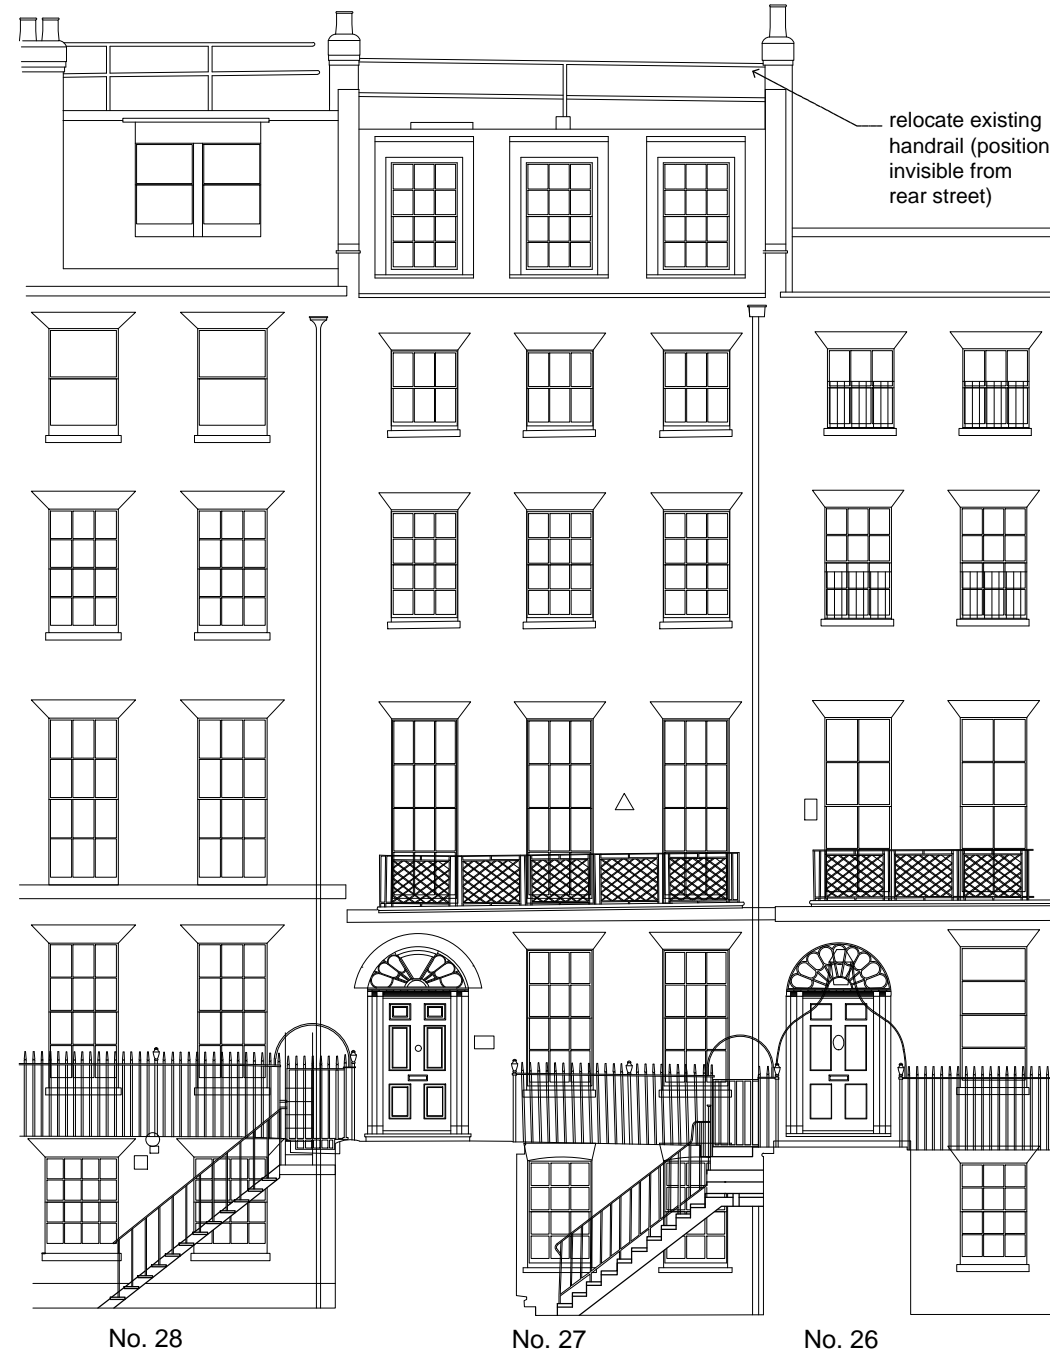 relocate existing
handrail (position
invisible from
rear street)
No. 28
No. 27
No. 26